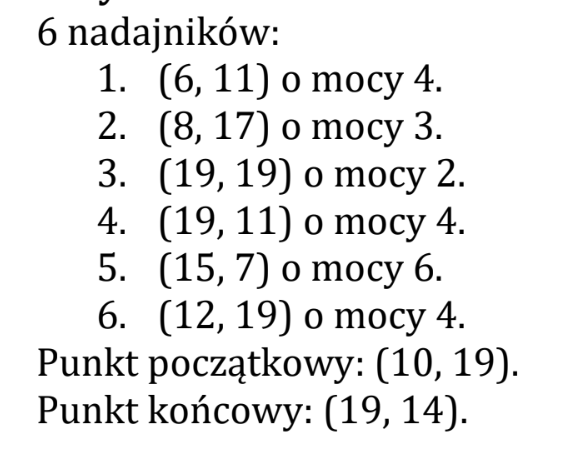 6 nadajników:
1. (6, 11) o mocy 4.
2. (8, 17) o mocy 3.
3. (19, 19) o mocy 2.
4. (19, 11) o mocy 4.
5. (15, 7) o mocy 6.
6. (12, 19) o mocy 4.
Punkt początkowy: (10, 19).
Punkt końcowy: (19, 14).